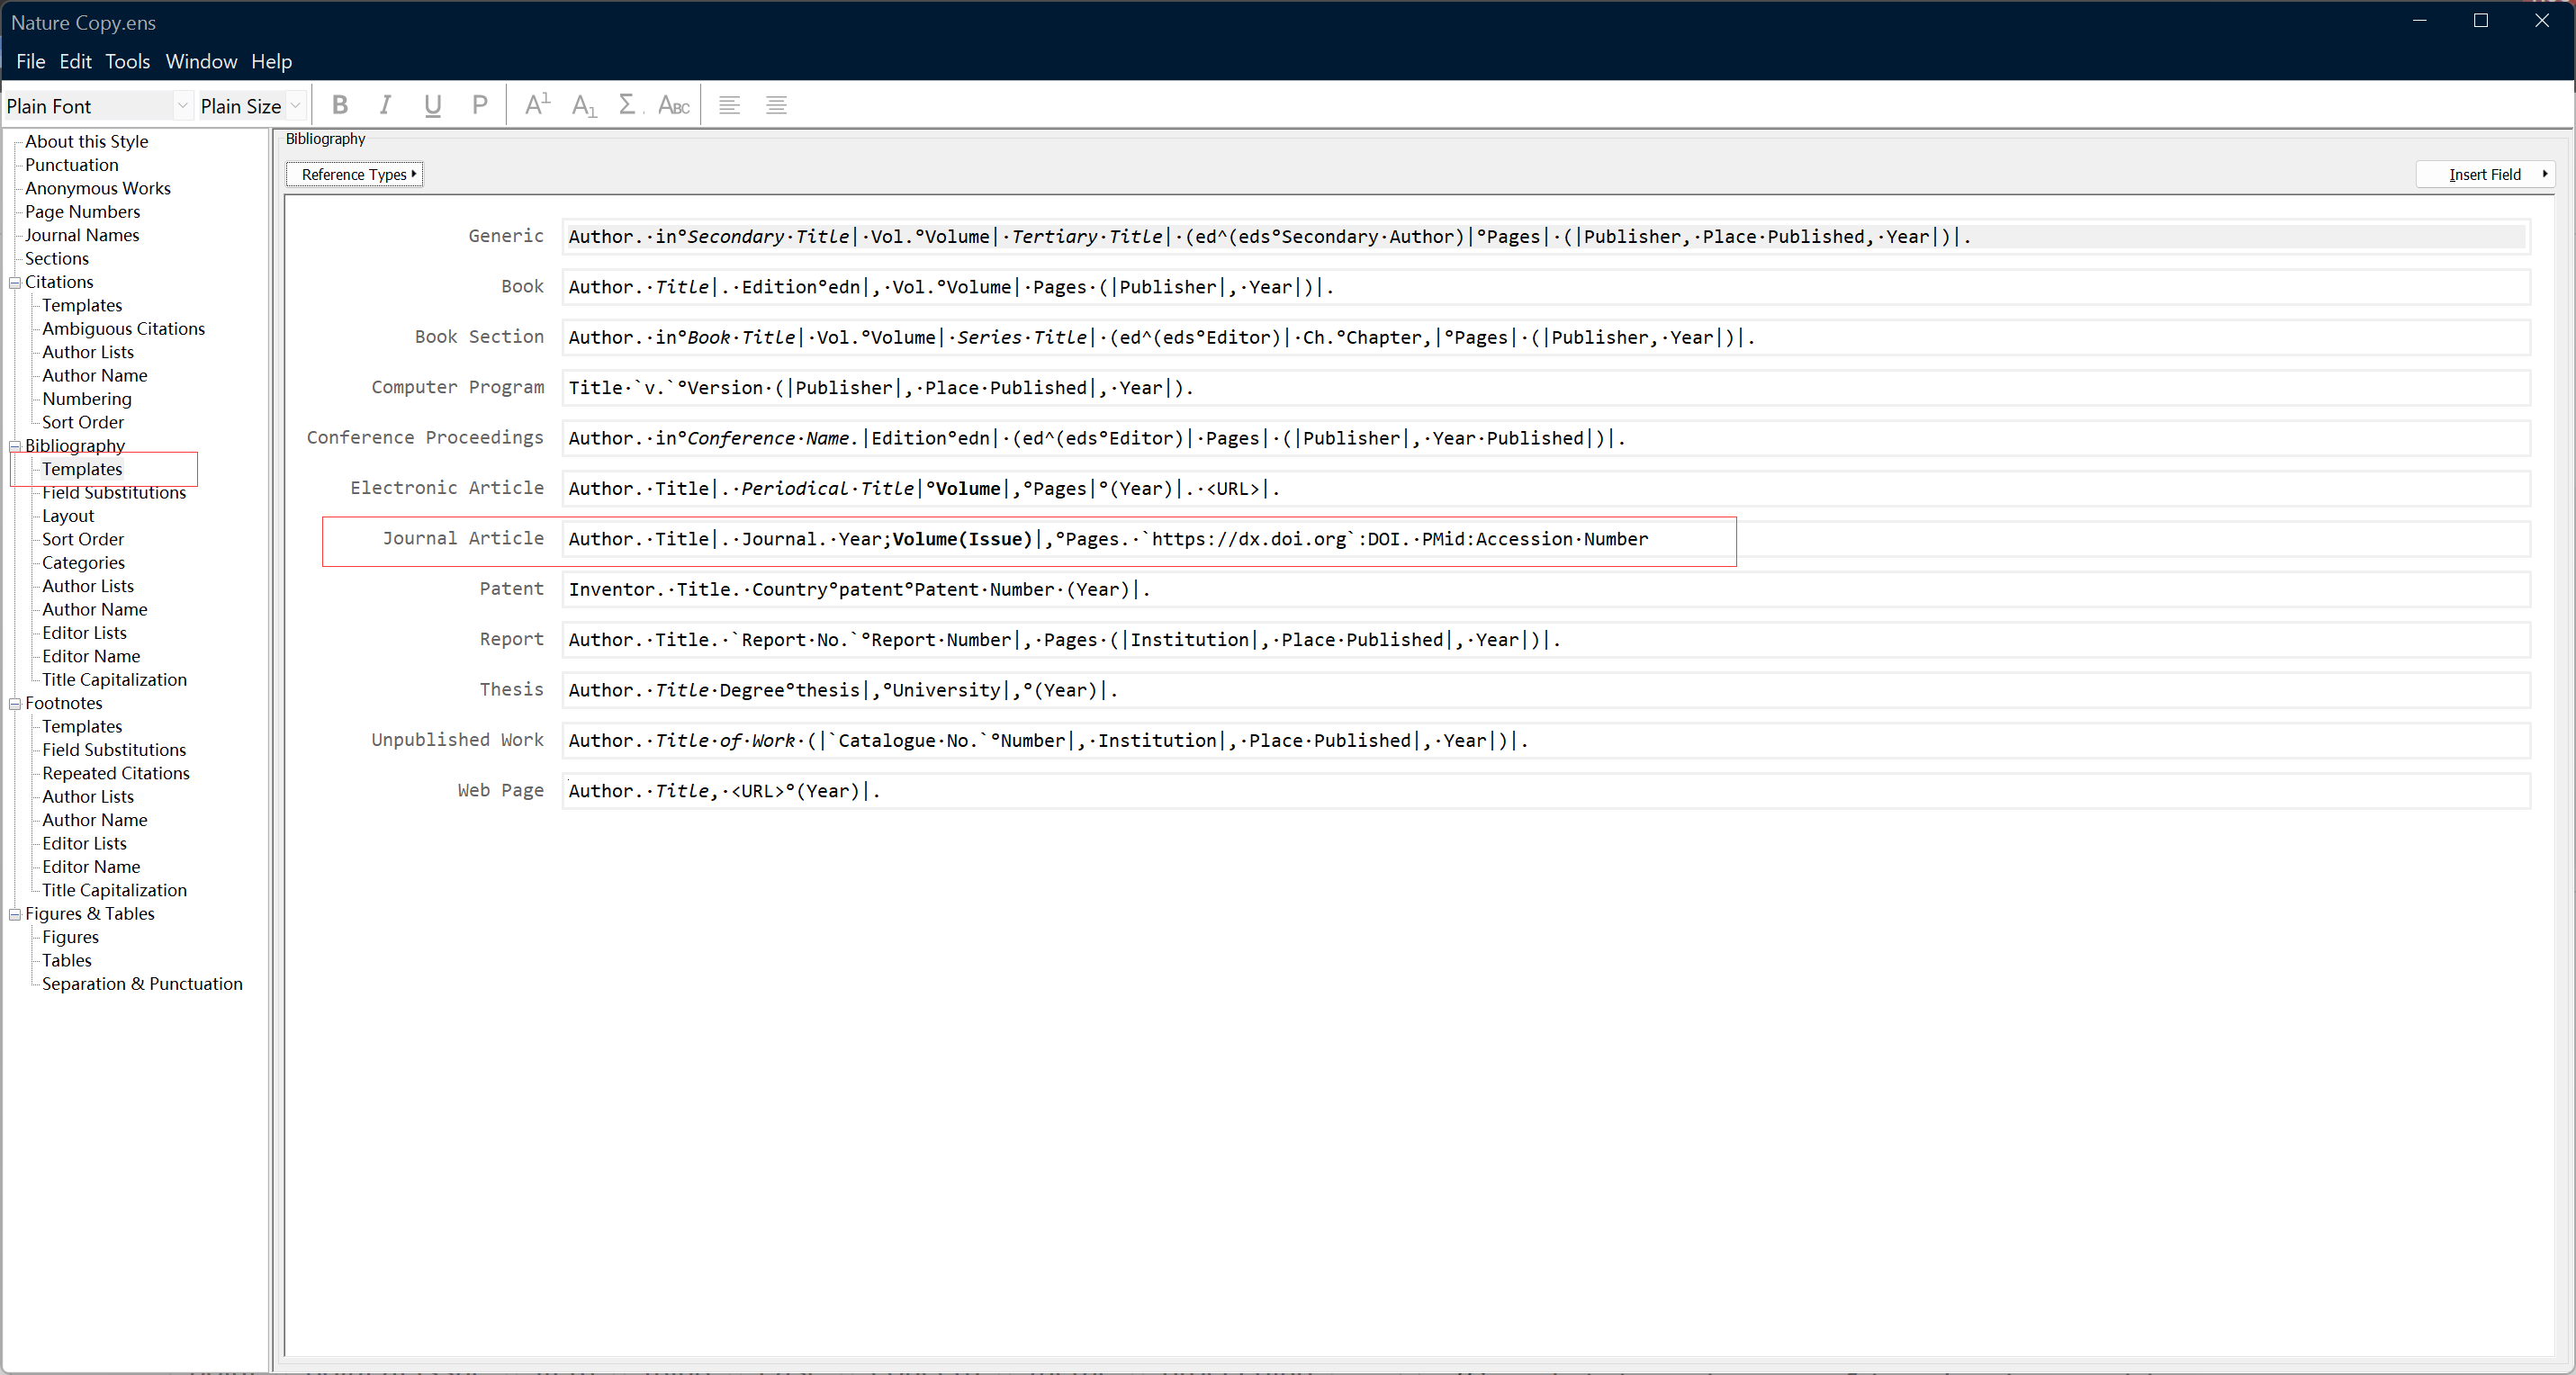 Nature Copy.ens
File Edit Tools Window Help
Plain Font Plain Size B I U P A¹ A₁ Σ ABC
About this Style
Punctuation
Anonymous Works
Page Numbers
Journal Names
Sections
Citations
Templates
Ambiguous Citations
Author Lists
Author Name
Numbering
Sort Order
Bibliography
Templates
Field Substitutions
Layout
Sort Order
Categories
Author Lists
Author Name
Editor Lists
Editor Name
Title Capitalization
Footnotes
Templates
Field Substitutions
Repeated Citations
Author Lists
Author Name
Editor Lists
Editor Name
Title Capitalization
Figures & Tables
Figures
Tables
Separation & Punctuation
Bibliography
Reference Types Insert Field
Generic Author.·in°Secondary·Title|·Vol.°Volume|·Tertiary·Title|·(ed^(eds°Secondary·Author)|°Pages|·(|Publisher,·Place·Published,·Year|)|.
Book Author.·Title|.·Edition°edn|,·Vol.°Volume|·Pages·(|Publisher|,·Year|)|.
Book Section Author.·in°Book·Title|·Vol.°Volume|·Series·Title|·(ed^(eds°Editor)|·Ch.°Chapter,|°Pages|·(|Publisher,·Year|)|.
Computer Program Title·`v.`°Version·(|Publisher|,·Place·Published|,·Year|).
Conference Proceedings Author.·in°Conference·Name.|Edition°edn|·(ed^(eds°Editor)|·Pages|·(|Publisher|,·Year·Published|)|.
Electronic Article Author.·Title|.·Periodical·Title|°Volume|,°Pages|°(Year)|.·<URL>|.
Journal Article Author.·Title|.·Journal.·Year;Volume(Issue)|,°Pages.·`https://dx.doi.org`:DOI.·PMid:Accession·Number
Patent Inventor.·Title.·Country°patent°Patent·Number·(Year)|.
Report Author.·Title.·`Report·No.`°Report·Number|,·Pages·(|Institution|,·Place·Published|,·Year|)|.
Thesis Author.·Title·Degree°thesis|,°University|,°(Year)|.
Unpublished Work Author.·Title·of·Work·(|`Catalogue·No.`°Number|,·Institution|,·Place·Published|,·Year|)|.
Web Page Author.·Title,·<URL>°(Year)|.